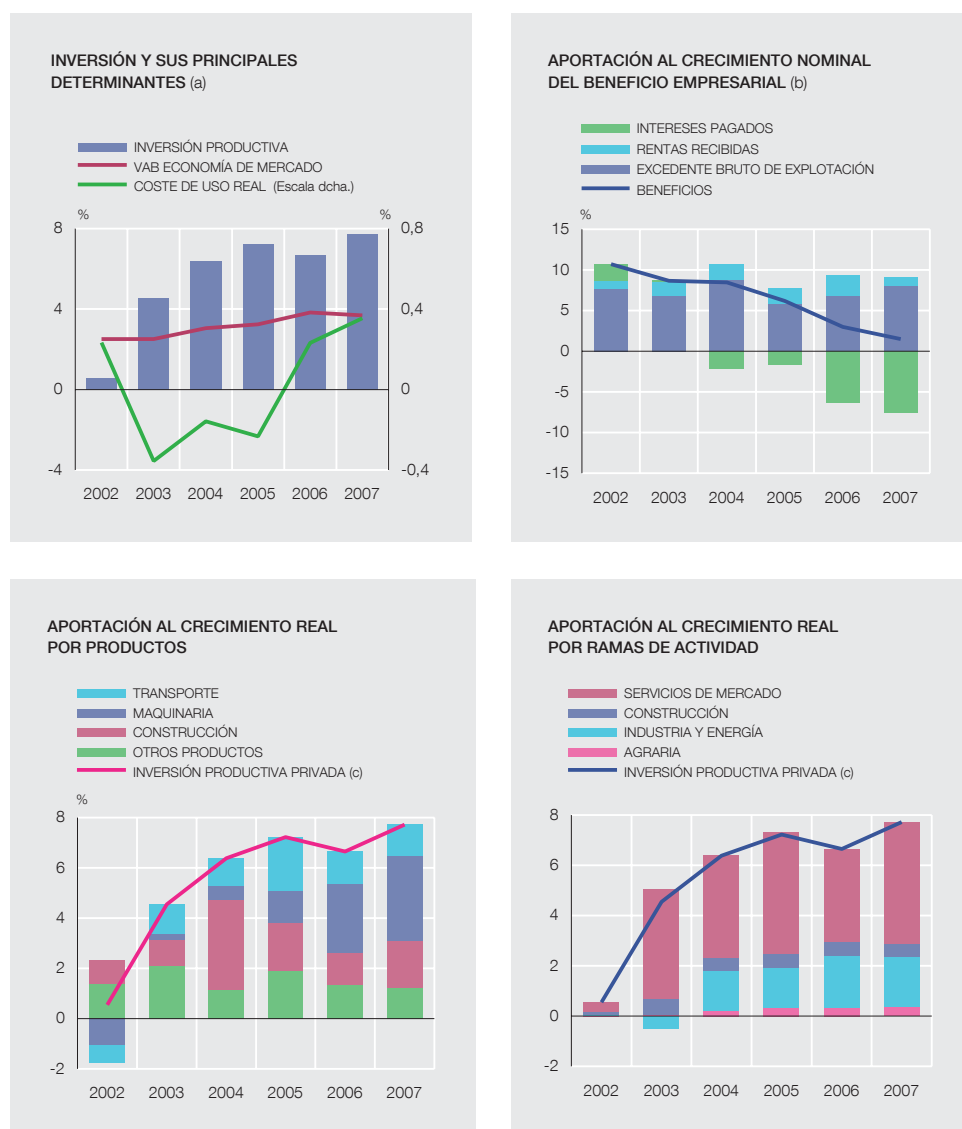 INVERSIÓN Y SUS PRINCIPALES
DETERMINANTES (a)
INVERSIÓN PRODUCTIVA
VAB ECONOMÍA DE MERCADO
COSTE DE USO REAL (Escala dcha.)
% %
8 0,8
4 0,4
0 0
-4 -0,4
2002 2003 2004 2005 2006 2007
APORTACIÓN AL CRECIMIENTO NOMINAL
DEL BENEFICIO EMPRESARIAL (b)
INTERESES PAGADOS
RENTAS RECIBIDAS
EXCEDENTE BRUTO DE EXPLOTACIÓN
BENEFICIOS
%
15
10
5
0
-5
-10
-15
2002 2003 2004 2005 2006 2007
APORTACIÓN AL CRECIMIENTO REAL
POR PRODUCTOS
TRANSPORTE
MAQUINARIA
CONSTRUCCIÓN
OTROS PRODUCTOS
INVERSIÓN PRODUCTIVA PRIVADA (c)
%
8
6
4
2
0
-2
2002 2003 2004 2005 2006 2007
APORTACIÓN AL CRECIMIENTO REAL
POR RAMAS DE ACTIVIDAD
SERVICIOS DE MERCADO
CONSTRUCCIÓN
INDUSTRIA Y ENERGÍA
AGRARIA
INVERSIÓN PRODUCTIVA PRIVADA (c)
8
6
4
2
0
-2
2002 2003 2004 2005 2006 2007